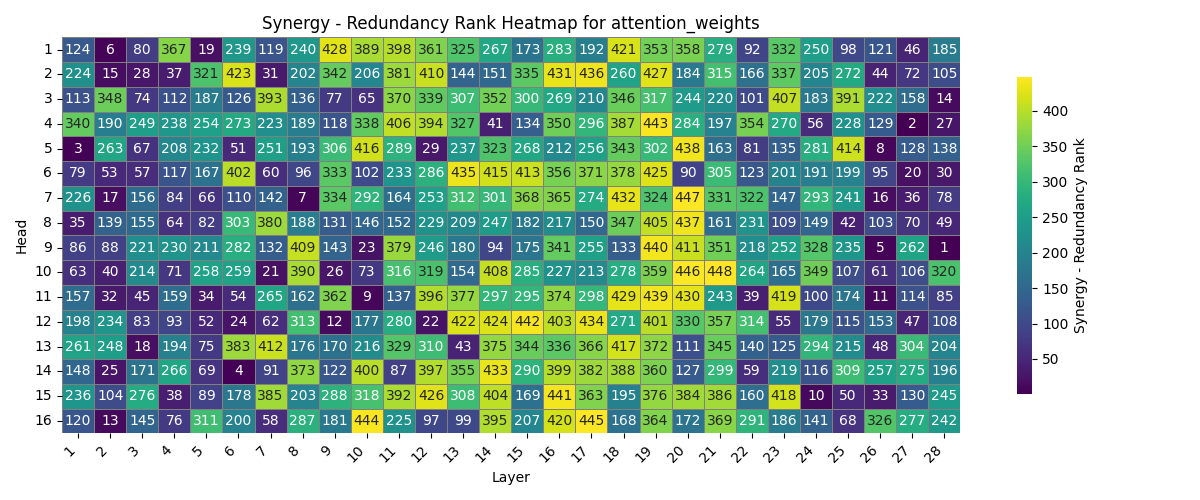 Synergy - Redundancy Rank Heatmap for attention_weights
Head
1 124 6 80 367 19 239 119 240 428 389 398 361 325 267 173 283 192 421 353 358 279 92 332 250 98 121 46 185
2 224 15 28 37 321 423 31 202 342 206 381 410 144 151 335 431 436 260 427 184 315 166 337 205 272 44 72 105
3 113 348 74 112 187 126 393 136 77 65 370 339 307 352 300 269 210 346 317 244 220 101 407 183 391 222 158 14
4 340 190 249 238 254 273 223 189 118 338 406 394 327 41 134 350 296 387 443 284 197 354 270 56 228 129 2 27
5 3 263 67 208 232 51 251 193 306 416 289 29 237 323 268 212 256 343 302 438 163 81 135 281 414 8 128 138
6 79 53 57 117 167 402 60 96 333 102 233 286 435 415 413 356 371 378 425 90 305 123 201 191 199 95 20 30
7 226 17 156 84 66 110 142 7 334 292 164 253 312 301 368 365 274 432 324 447 331 322 147 293 241 16 36 78
8 35 139 155 64 82 303 380 188 131 146 152 229 209 247 182 217 150 347 405 437 161 231 109 149 42 103 70 49
9 86 88 221 230 211 282 132 409 143 23 379 246 180 94 175 341 255 133 440 411 351 218 252 328 235 5 262 1
10 63 40 214 71 258 259 21 390 26 73 316 319 154 408 285 227 213 278 359 446 448 264 165 349 107 61 106 320
11 157 32 45 159 34 54 265 162 362 9 137 396 377 297 295 374 298 429 439 430 243 39 419 100 174 11 114 85
12 198 234 83 93 52 24 62 313 12 177 280 22 422 424 442 403 434 271 401 330 357 314 55 179 115 153 47 108
13 261 248 18 194 75 383 412 176 170 216 329 310 43 375 344 336 366 417 372 111 345 140 125 294 215 48 304 204
14 148 25 171 266 69 4 91 373 122 400 87 397 355 433 290 399 382 388 360 127 299 59 219 116 309 257 275 196
15 236 104 276 38 89 178 385 203 288 318 392 426 308 404 169 441 363 195 376 384 386 160 418 10 50 33 130 245
16 120 13 145 76 311 200 58 287 181 444 225 97 99 395 207 420 445 168 364 172 369 291 186 141 68 326 277 242
1 2 3 4 5 6 7 8 9 10 11 12 13 14 15 16 17 18 19 20 21 22 23 24 25 26 27 28
Layer
400
350
300
250
200
150
100
50
Synergy - Redundancy Rank